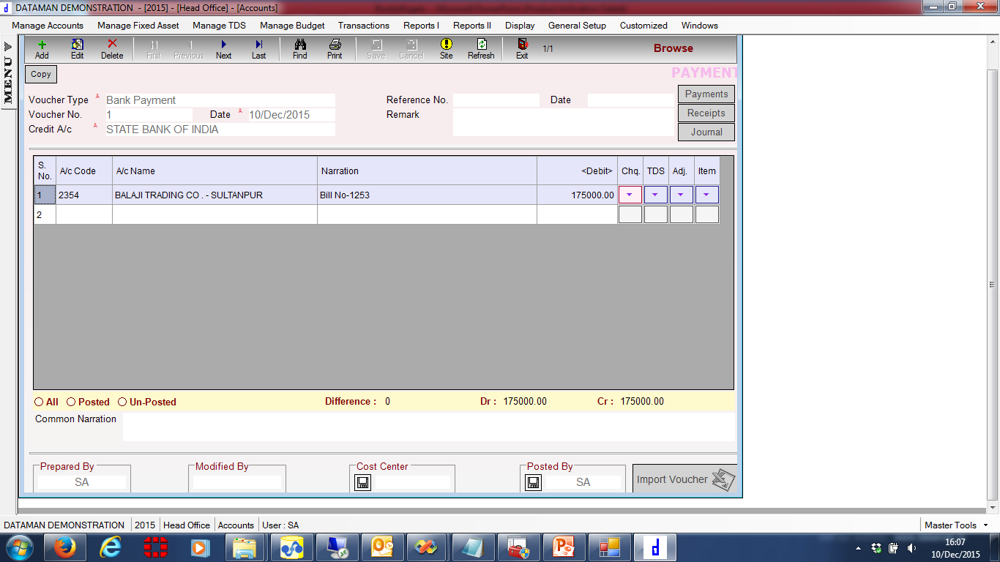 DATAMAN DEMONSTRATION - [2015] - [Head Office] - [Accounts]
Manage Accounts Manage Fixed Asset Manage TDS Manage Budget Transactions Reports I Reports II Display General Setup Customized Windows
MENU
Add Edit Delete First Previous Next Last Find Print Save Cancel Site Refresh Exit 1/1 Browse
Copy PAYMENT
Voucher Type Bank Payment Reference No. Date Payments
Voucher No. 1 Date 10/Dec/2015 Remark Receipts
Credit A/c STATE BANK OF INDIA Journal
S. No. A/c Code A/c Name Narration <Debit> Chq. TDS Adj. Item
1 2354 BALAJI TRADING CO . - SULTANPUR Bill No-1253 175000.00
2
All Posted Un-Posted Difference : 0 Dr : 175000.00 Cr : 175000.00
Common Narration
Prepared By Modified By Cost Center Posted By
SA SA Import Voucher
DATAMAN DEMONSTRATION 2015 Head Office Accounts User : SA Master Tools
16:07
10/Dec/2015